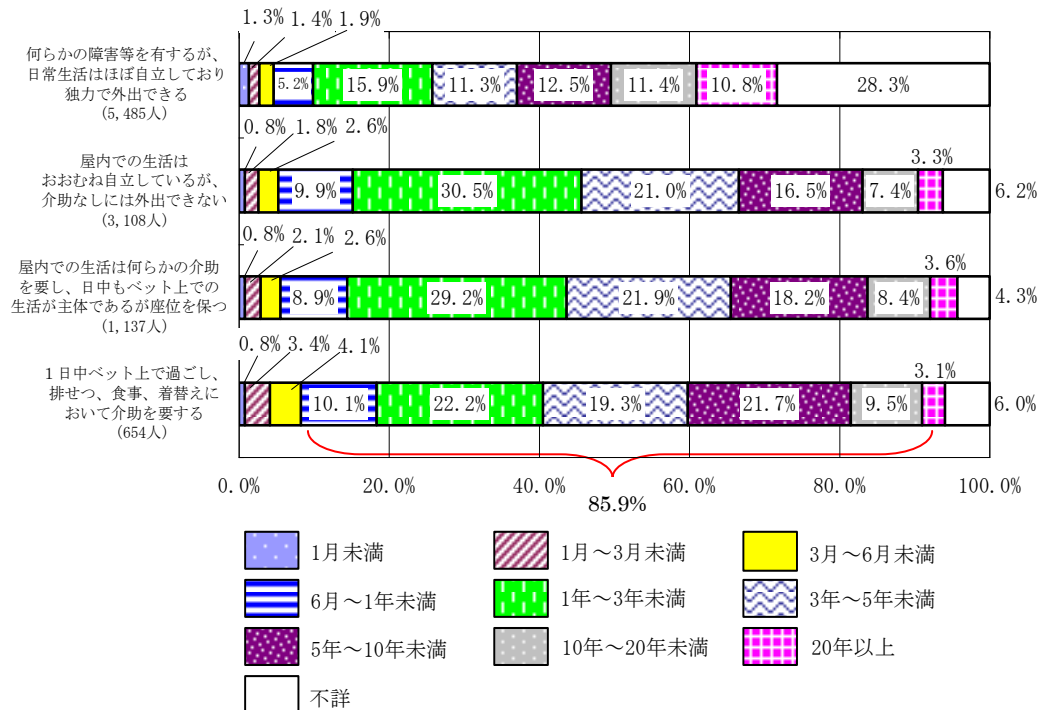 1.3%
1.4%
1.9%
何らかの障害等を有するが、
日常生活はほぼ自立しており
独力で外出できる
(5,485人)
5.2%
15.9%
11.3%
12.5%
11.4%
10.8%
28.3%
0.8%
1.8%
2.6%
3.3%
屋内での生活は
おおむね自立しているが、
介助なしには外出できない
(3,108人)
9.9%
30.5%
21.0%
16.5%
7.4%
6.2%
0.8%
2.1%
2.6%
3.6%
屋内での生活は何らかの介助
を要し、日中もベット上での
生活が主体であるが座位を保つ
(1,137人)
8.9%
29.2%
21.9%
18.2%
8.4%
4.3%
0.8%
3.4%
4.1%
3.1%
1日中ベット上で過ごし、
排せつ、食事、着替えに
おいて介助を要する
(654人)
10.1%
22.2%
19.3%
21.7%
9.5%
6.0%
0.0%
20.0%
40.0%
60.0%
80.0%
100.0%
85.9%
1月未満
1月～3月未満
3月～6月未満
6月～1年未満
1年～3年未満
3年～5年未満
5年～10年未満
10年～20年未満
20年以上
不詳